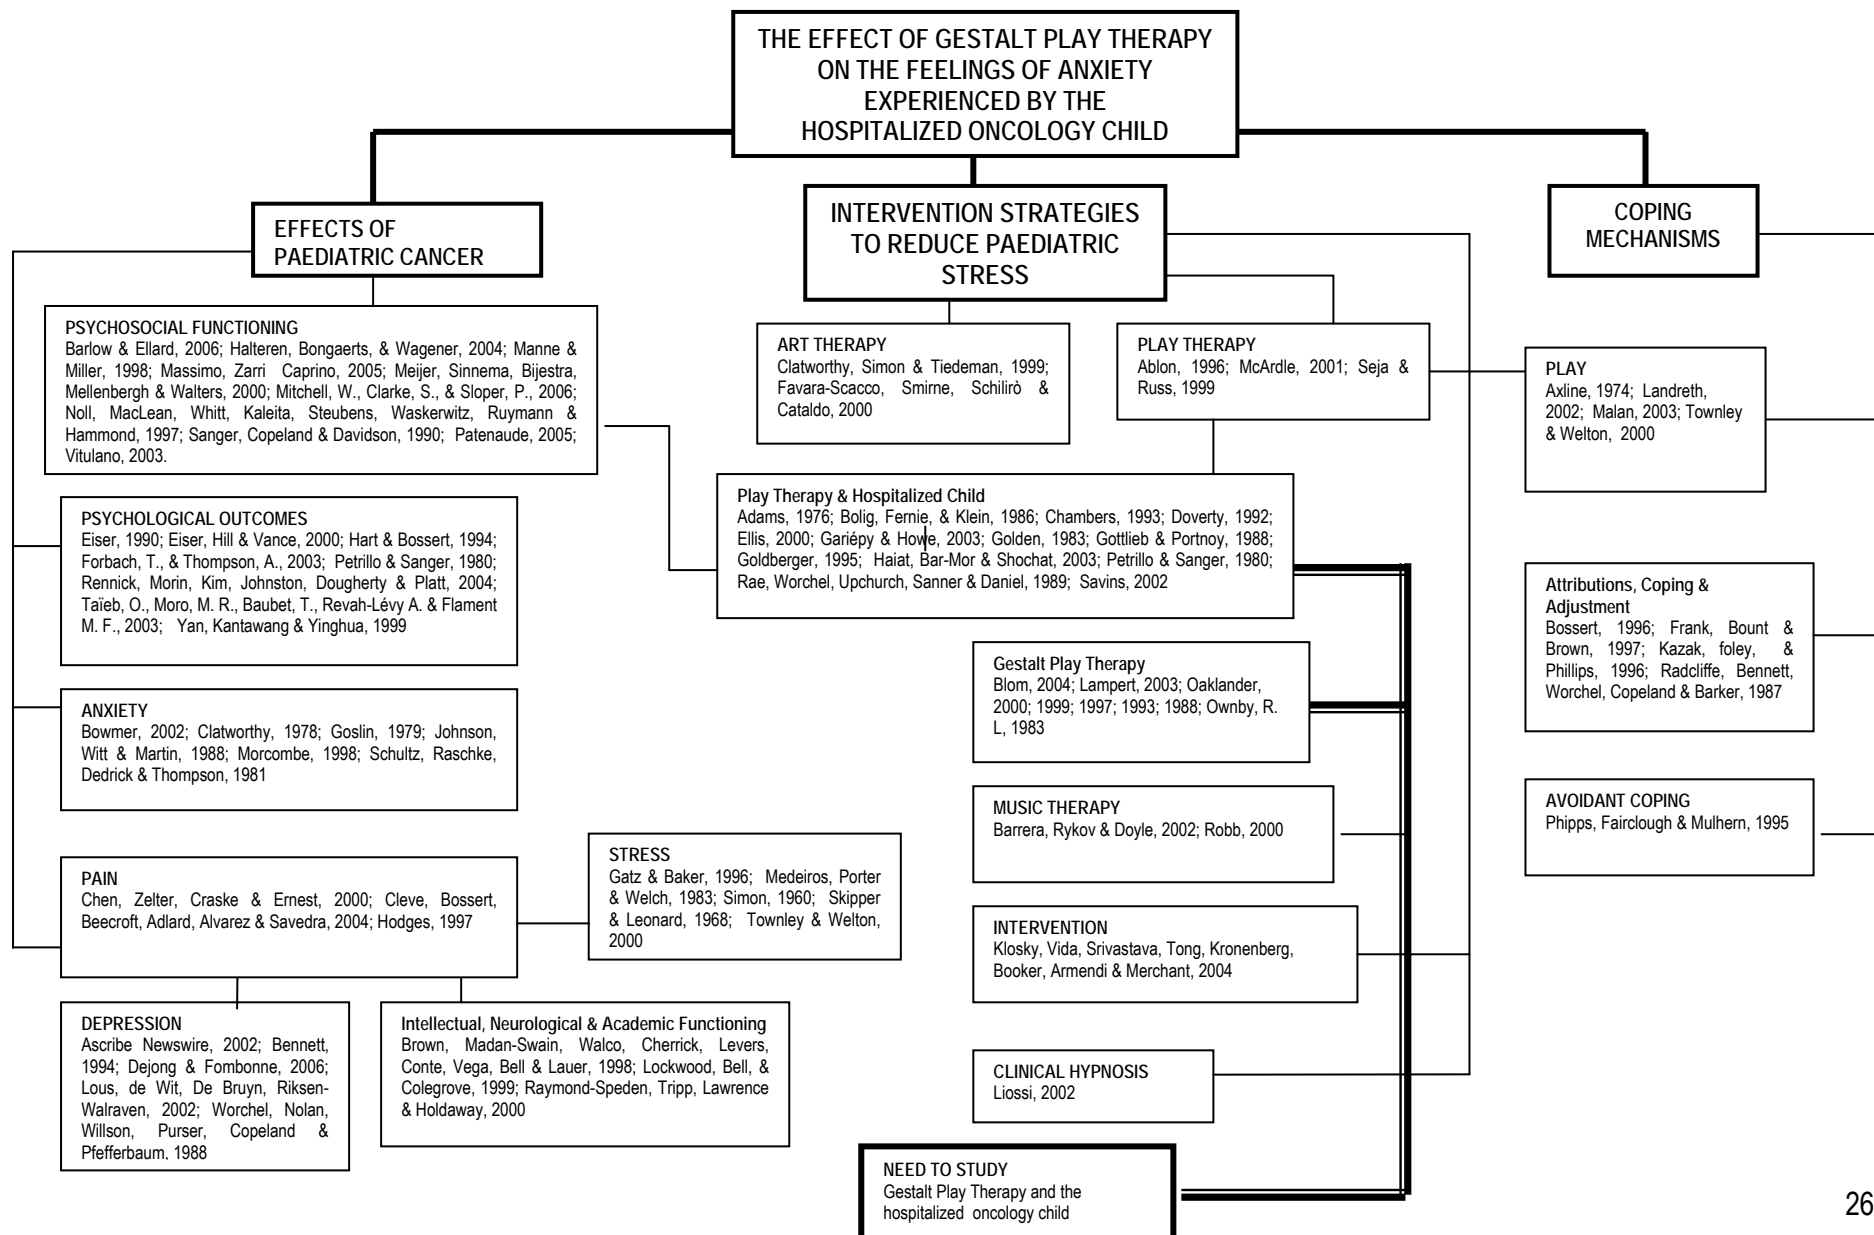 THE EFFECT OF GESTALT PLAY THERAPY
ON THE FEELINGS OF ANXIETY
EXPERIENCED BY THE
HOSPITALIZED ONCOLOGY CHILD
EFFECTS OF
PAEDIATRIC CANCER
INTERVENTION STRATEGIES
TO REDUCE PAEDIATRIC
STRESS
COPING
MECHANISMS
PSYCHOSOCIAL FUNCTIONING
Barlow & Ellard, 2006; Halteren, Bongaerts, & Wagener, 2004; Manne &
Miller, 1998; Massimo, Zarri Caprino, 2005; Meijer, Sinnema, Bijestra,
Mellenbergh & Walters, 2000; Mitchell, W., Clarke, S., & Sloper, P., 2006;
Noll, MacLean, Whitt, Kaleita, Steubens, Waskerwitz, Ruymann &
Hammond, 1997; Sanger, Copeland & Davidson, 1990; Patenaude, 2005;
Vitulano, 2003.
ART THERAPY
Clatworthy, Simon & Tiedeman, 1999;
Favara-Scacco, Smirne, Schilirò &
Cataldo, 2000
PLAY THERAPY
Ablon, 1996; McArdle, 2001; Seja &
Russ, 1999
PLAY
Axline, 1974; Landreth,
2002; Malan, 2003; Townley
& Welton, 2000
PSYCHOLOGICAL OUTCOMES
Eiser, 1990; Eiser, Hill & Vance, 2000; Hart & Bossert, 1994;
Forbach, T., & Thompson, A., 2003; Petrillo & Sanger, 1980;
Rennick, Morin, Kim, Johnston, Dougherty & Platt, 2004;
Taïeb, O., Moro, M. R., Baubet, T., Revah-Lévy A. & Flament
M. F., 2003; Yan, Kantawang & Yinghua, 1999
Play Therapy & Hospitalized Child
Adams, 1976; Bolig, Fernie, & Klein, 1986; Chambers, 1993; Doverty, 1992;
Ellis, 2000; Gariépy & Howe, 2003; Golden, 1983; Gottlieb & Portnoy, 1988;
Goldberger, 1995; Haiat, Bar-Mor & Shochat, 2003; Petrillo & Sanger, 1980;
Rae, Worchel, Upchurch, Sanner & Daniel, 1989; Savins, 2002
Attributions, Coping &
Adjustment
Bossert, 1996; Frank, Bount &
Brown, 1997; Kazak, foley, &
Phillips, 1996; Radcliffe, Bennett,
Worchel, Copeland & Barker, 1987
Gestalt Play Therapy
Blom, 2004; Lampert, 2003; Oaklander,
2000; 1999; 1997; 1993; 1988; Ownby, R.
L, 1983
ANXIETY
Bowmer, 2002; Clatworthy, 1978; Goslin, 1979; Johnson,
Witt & Martin, 1988; Morcombe, 1998; Schultz, Raschke,
Dedrick & Thompson, 1981
MUSIC THERAPY
Barrera, Rykov & Doyle, 2002; Robb, 2000
AVOIDANT COPING
Phipps, Fairclough & Mulhern, 1995
PAIN
Chen, Zelter, Craske & Ernest, 2000; Cleve, Bossert,
Beecroft, Adlard, Alvarez & Savedra, 2004; Hodges, 1997
STRESS
Gatz & Baker, 1996; Medeiros, Porter
& Welch, 1983; Simon, 1960; Skipper
& Leonard, 1968; Townley & Welton,
2000
INTERVENTION
Klosky, Vida, Srivastava, Tong, Kronenberg,
Booker, Armendi & Merchant, 2004
DEPRESSION
Ascribe Newswire, 2002; Bennett,
1994; Dejong & Fombonne, 2006;
Lous, de Wit, De Bruyn, Riksen-
Walraven, 2002; Worchel, Nolan,
Willson, Purser, Copeland &
Pfefferbaum, 1988
Intellectual, Neurological & Academic Functioning
Brown, Madan-Swain, Walco, Cherrick, Levers,
Conte, Vega, Bell & Lauer, 1998; Lockwood, Bell, &
Colegrove, 1999; Raymond-Speden, Tripp, Lawrence
& Holdaway, 2000
CLINICAL HYPNOSIS
Liossi, 2002
NEED TO STUDY
Gestalt Play Therapy and the
hospitalized oncology child
26